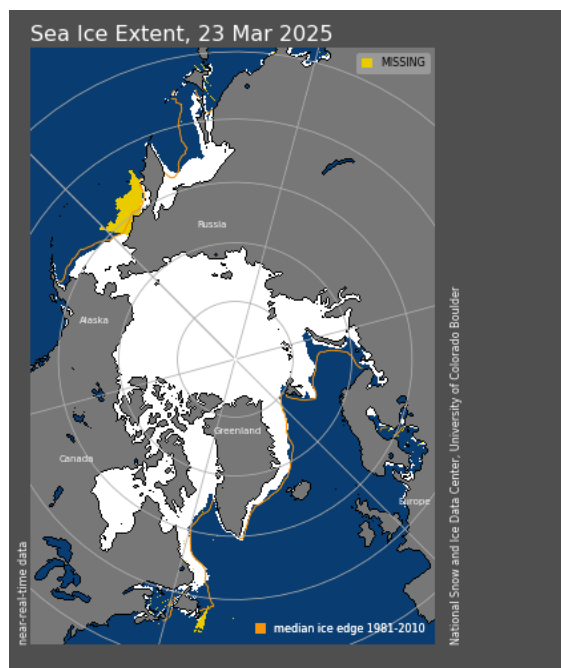 Sea Ice Extent, 23 Mar 2025
MISSING
Russia
Alaska
Greenland
Canada
Europe
near-real-time data
median ice edge 1981-2010
National Snow and Ice Data Center, University of Colorado Boulder